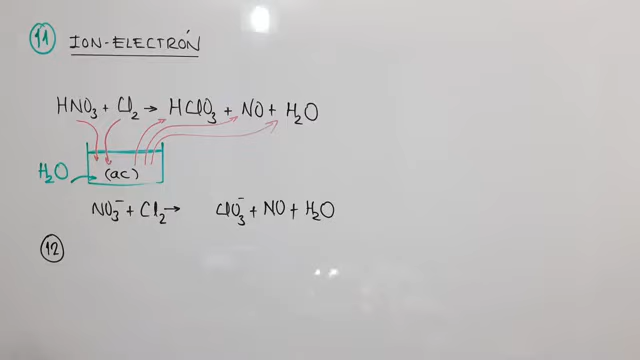 11 ION-ELECTRÓN
HNO₃ + Cl₂ → HClO₃ + NO + H₂O
H₂O (ac)
NO₃⁻ + Cl₂ → ClO₃⁻ + NO + H₂O
12